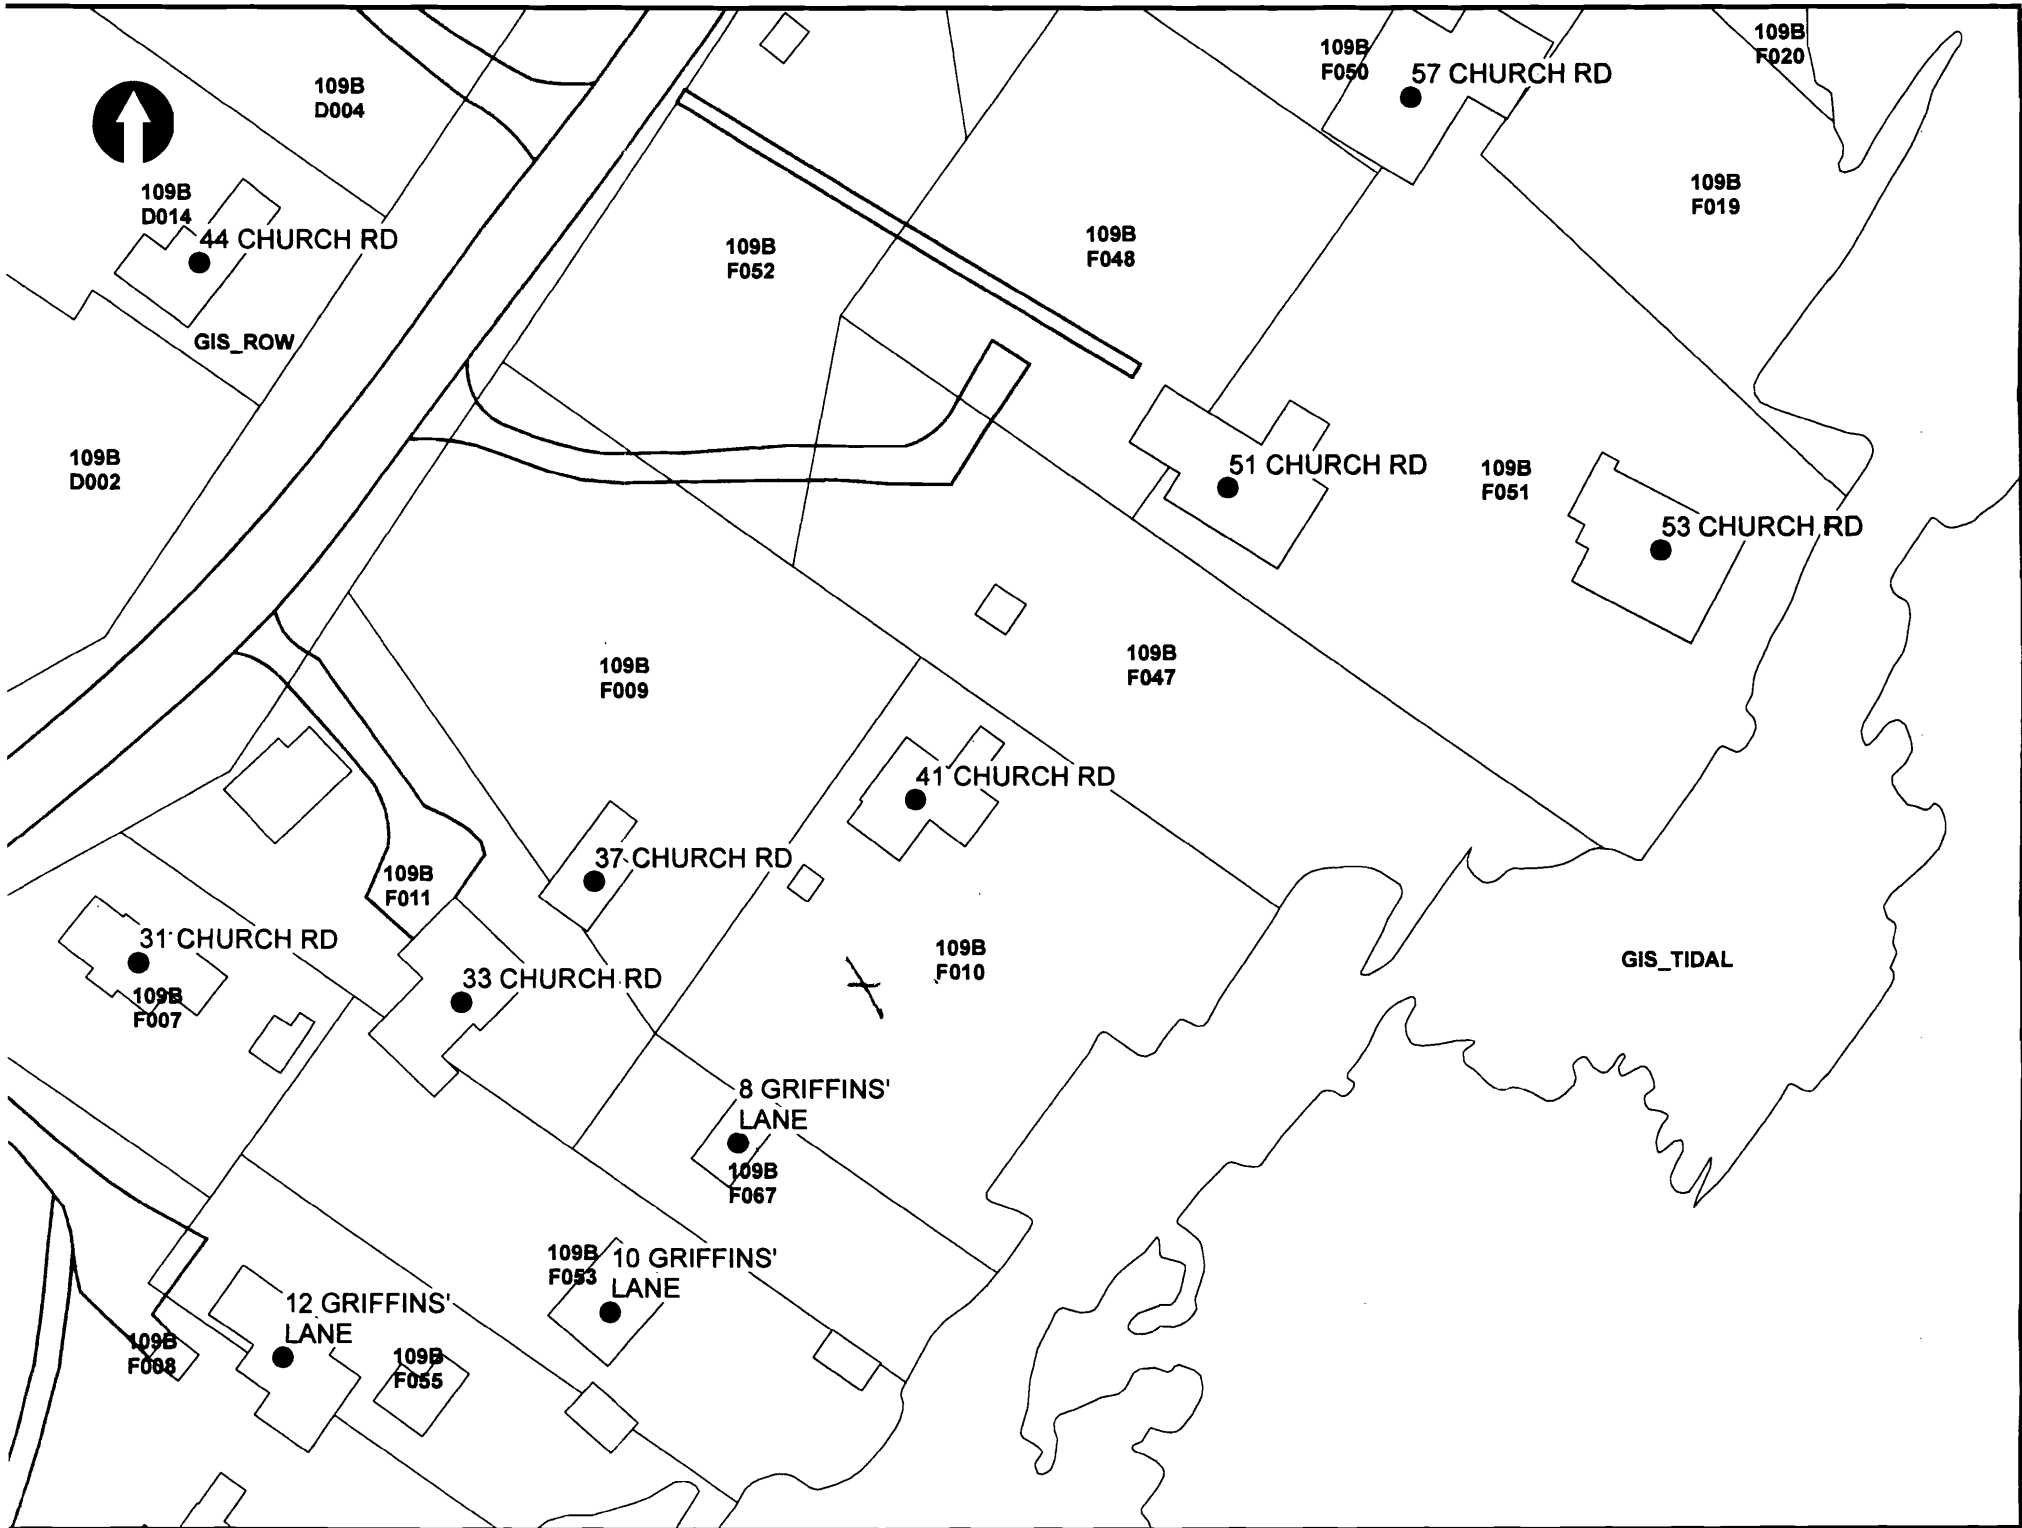 109B
F020
109B
F050
57 CHURCH RD
109B
D004
109B
D014
44 CHURCH RD
109B
F019
109B
F052
109B
F048
GIS_ROW
109B
D002
51 CHURCH RD
109B
F051
53 CHURCH RD
109B
F009
109B
F047
41 CHURCH RD
37 CHURCH RD
109B
F011
31 CHURCH RD
109B
F007
33 CHURCH RD
109B
F010
GIS_TIDAL
8 GRIFFINS'
LANE
109B
F067
109B
F053
10 GRIFFINS'
LANE
12 GRIFFINS'
LANE
109B
F008
109B
F055